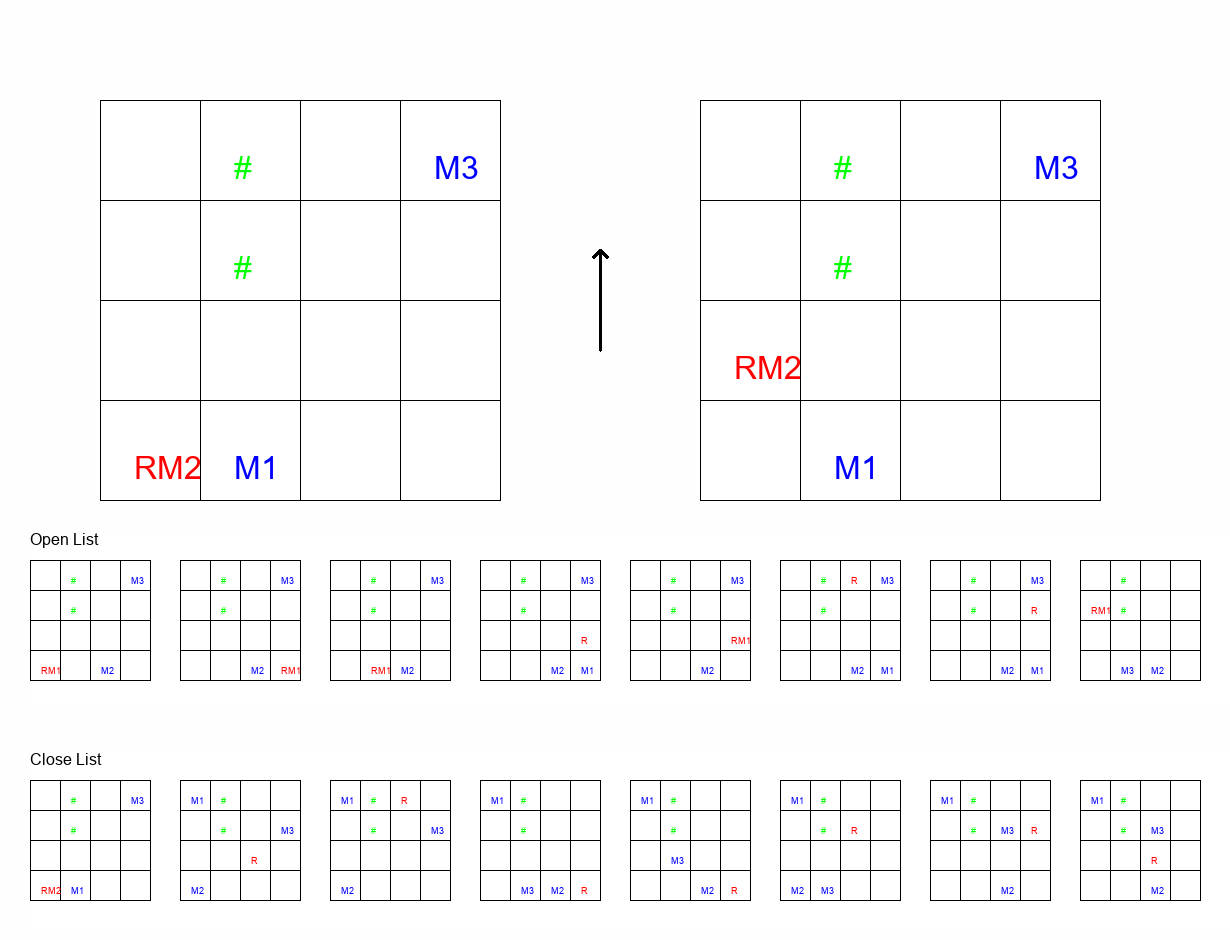 # M3 # M3
# #
RM2
RM2 M1 M1
Open List
# M3 # M3 # M3 # M3 # M3 # R M3 # M3 #
# # # # # # # R RM1 #
R RM1
RM1 M2 M2 RM1 RM1 M2 M2 M1 M2 M2 M1 M2 M1 M3 M2
Close List
# M3 M1 # M1 # R M1 # M1 # M1 # M1 # M1 #
# # M3 # M3 # # # R # M3 R # M3
R M3 R
RM2 M1 M2 M2 M3 M2 R M2 R M2 M3 M2 M2